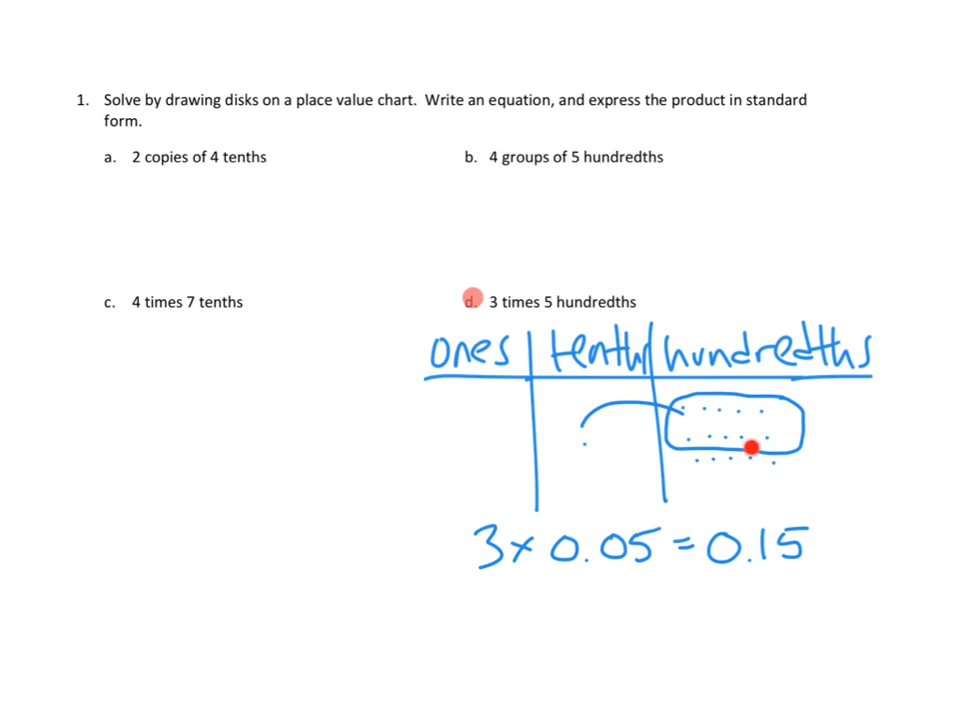 1. Solve by drawing disks on a place value chart. Write an equation, and express the product in standard
form.
a. 2 copies of 4 tenths
b. 4 groups of 5 hundredths
c. 4 times 7 tenths
d. 3 times 5 hundredths
ones tenths hundredths
3 × 0.05 = 0.15